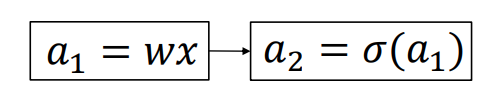 a₁ = wx
a₂ = σ(a₁)